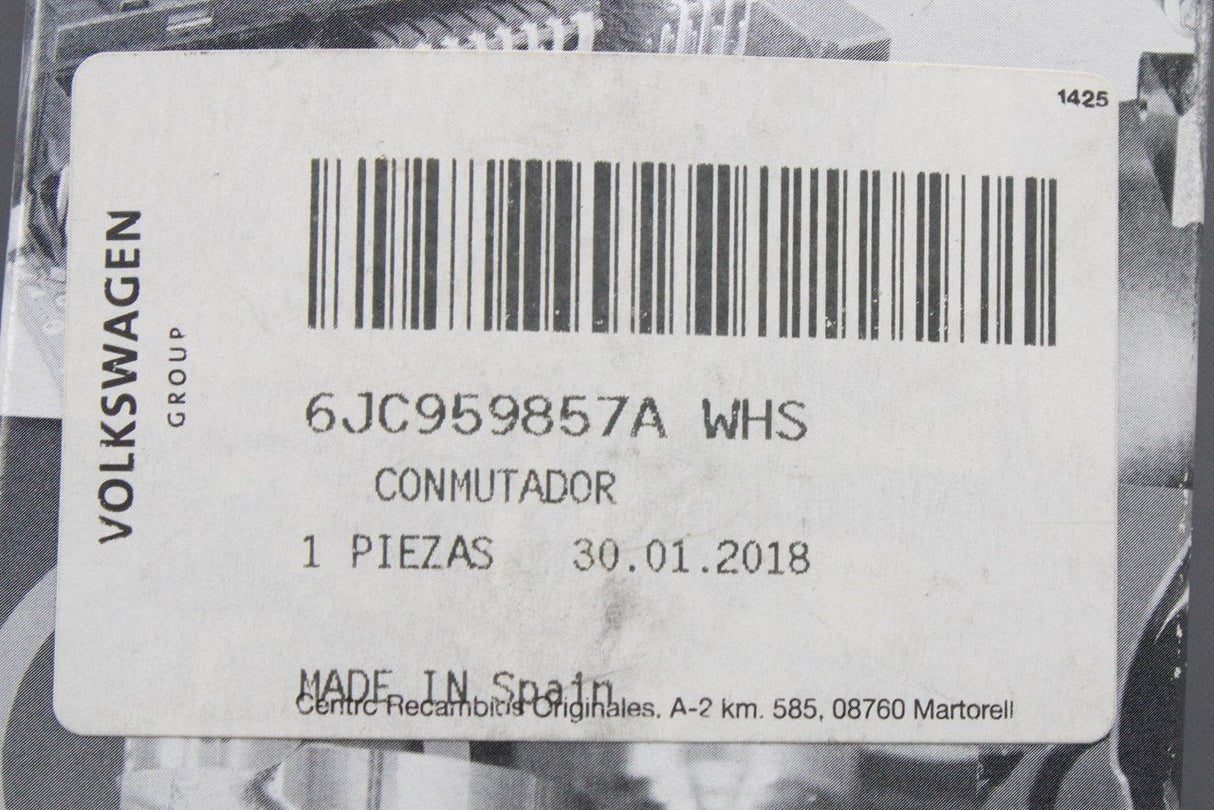 1425
VOLKSWAGEN
GROUP
6JC959857A WHS
CONMUTADOR
1 PIEZAS 30.01.2018
MADE IN Spain
Centro Recambios Originales. A-2 km. 585, 08760 Martorell